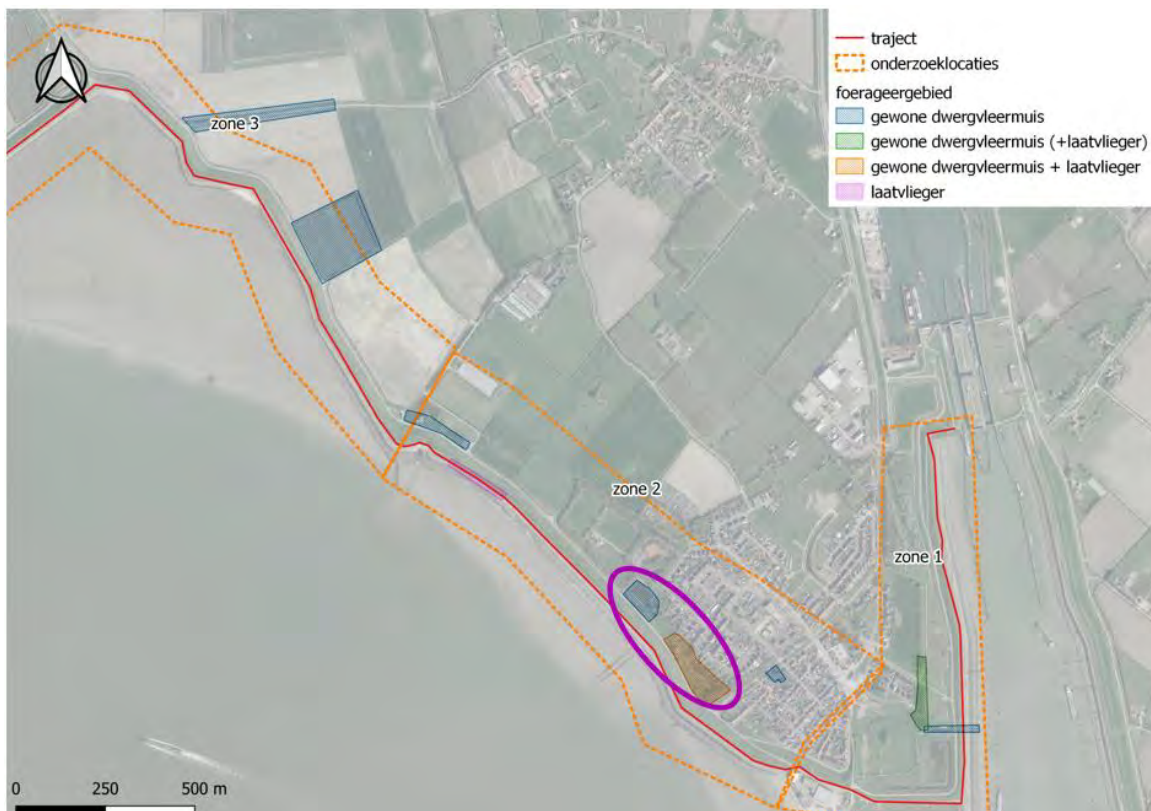 traject
onderzoeklocaties
foerageergebied
gewone dwergvleermuis
gewone dwergvleermuis (+laatvlieger)
gewone dwergvleermuis + laatvlieger
laatvlieger
zone 3
zone 2
zone 1
0 250 500 m